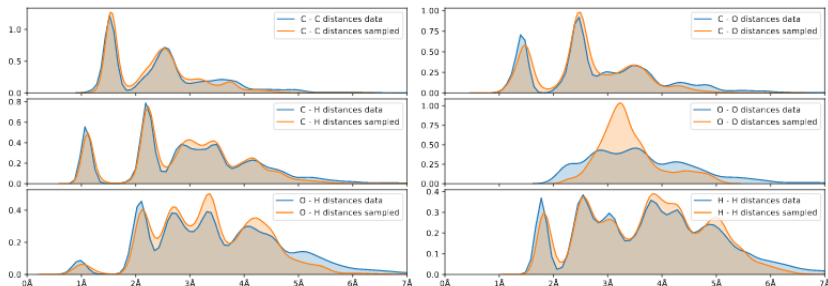 1.0
0.5
0.0
C - C distances data
C - C distances sampled
1.00
0.75
0.50
0.25
0.00
C - O distances data
C - O distances sampled
0.8
0.6
0.4
0.2
0.0
C - H distances data
C - H distances sampled
1.00
0.75
0.50
0.25
0.00
O - O distances data
O - O distances sampled
0.4
0.2
0.0
O - H distances data
O - H distances sampled
0Å 1Å 2Å 3Å 4Å 5Å 6Å 7Å
0.4
0.3
0.2
0.1
0.0
H - H distances data
H - H distances sampled
0Å 1Å 2Å 3Å 4Å 5Å 6Å 7Å